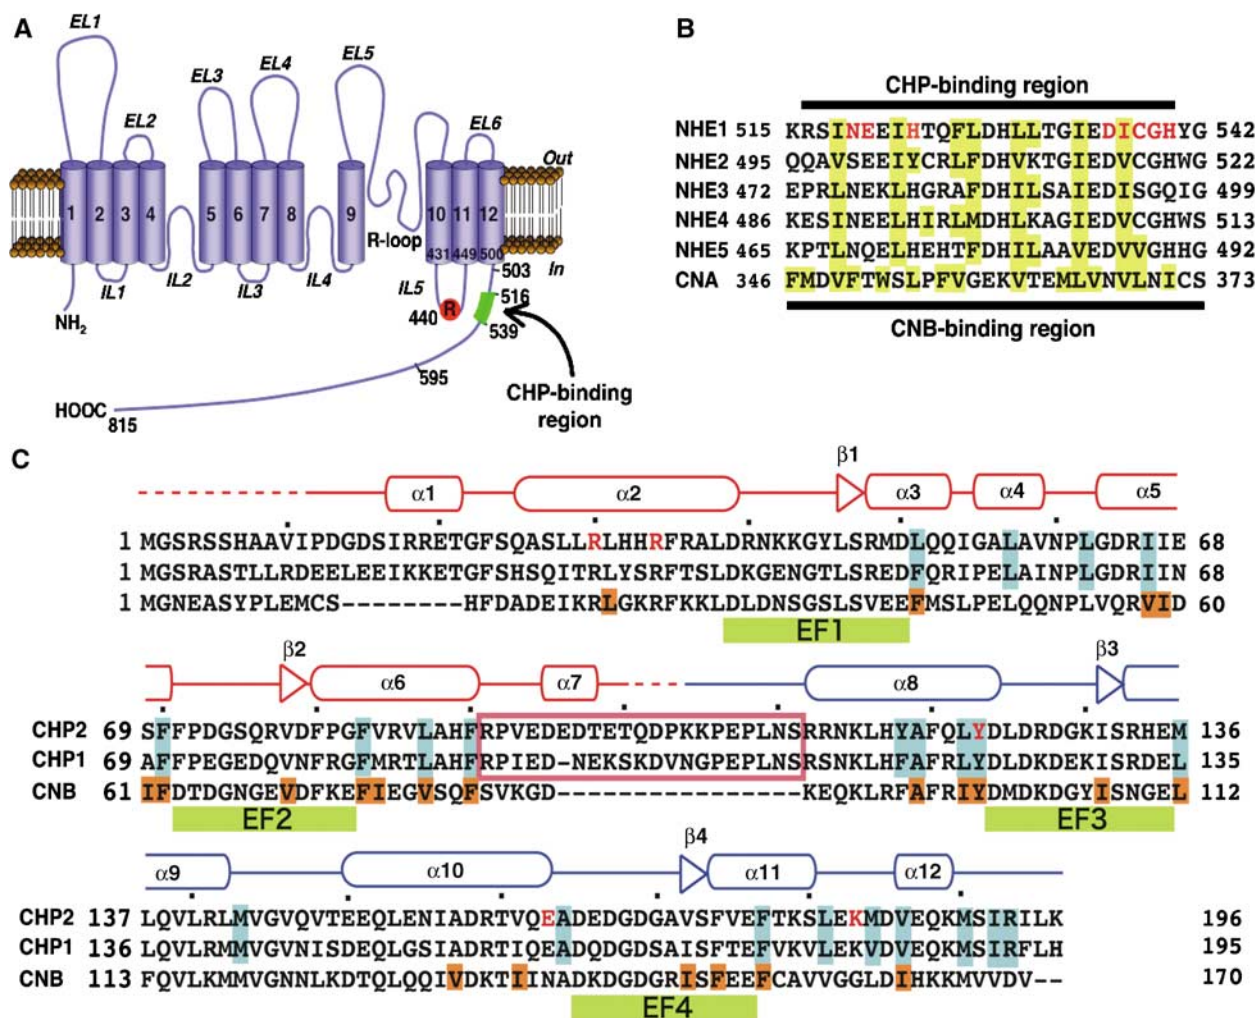 A
EL1
EL2
EL3
EL4
EL5
EL6
Out
1 2 3 4 5 6 7 8 9 10 11 12
R-loop
431 449 500
In
IL1
IL2
IL3
IL4
IL5
503
516
440 R
539
NH2
595
CHP-binding
region
HOOC
815
B
CHP-binding region
NHE1 515 KRSINEEIHTQFLDHLLTGIEDICGHYG 542
NHE2 495 QQAVSEEIYCRLFDHVKTGIEDVCGHWG 522
NHE3 472 EPRLNEKLHGRAFDHILSAIEDISGQIG 499
NHE4 486 KESINEELHIRLMDHLKAGIEDVCGHWS 513
NHE5 465 KPTLNQELHEHTFDHILAAVEDVVGHHG 492
CNA 346 FMDVFTWSLPFVGEKVTEMLVNVLNICS 373
CNB-binding region
C
α1 α2 β1 α3 α4 α5
1 MGSRSSHAAVIPDGDSIRRETGFSQASLLRLHHRFRALDRNKKGYLSRMDLQQIGALAVNPLGDRIIE 68
1 MGSRASTLLRDEELEEIKKETGFSHSQITRLYSRFTSLDKGENGTLSREDFQRIPELAINPLGDRIIN 68
1 MGNEASYPLEMCS--------HFDADEIKRLGKRFKKLDLDNSGSLSVEEFMSLPELQQNPLVQRVID 60
EF1
β2 α6 α7 α8 β3
CHP2 69 SFFPDGSQRVDFPGFVRVLAHFRPVEDEDTETQDPKKPEPLNSRRNKLHYAFQLYDLDRDGKISRHEM 136
CHP1 69 AFFPEGEDQVNFRGFMRTLAHFRPIED-NEKSKDVNGPEPLNSRSNKLHFAFRLYDLDKDEKISRDEL 135
CNB 61 IFDTDGNGEVDFKEFIEGVSQFSVKGD----------------KEQKLRFAFRIYDMDKDGYISNGEL 112
EF2 EF3
α9 α10 β4 α11 α12
CHP2 137 LQVLRLMVGVQVTEEQLENIADRTVQEADEDGDGAVSFVEFTKSLEKMDVEQKMSIRILK 196
CHP1 136 LQVLRMMVGVNISDEQLGSIADRTIQEADQDGDSAISFTEFVKVLEKVDVEQKMSIRFLH 195
CNB 113 FQVLKMMVGNNLKDTQLQQIVDKTIINADKDGDGRISFEEFCAVVGGLDIHKKMVVDV-- 170
EF4